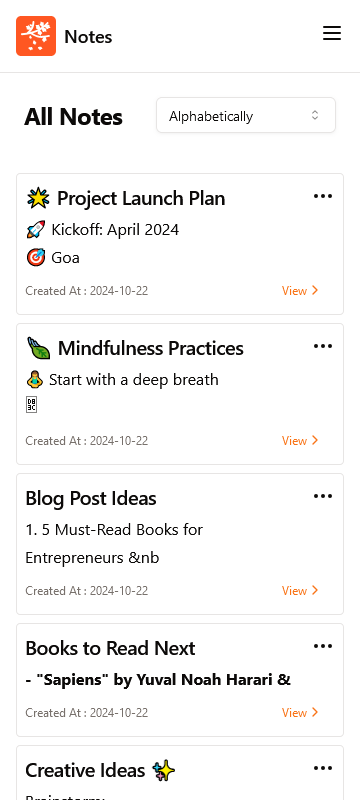 Notes
All Notes
Alphabetically
🌟 Project Launch Plan
🚀 Kickoff: April 2024
🎯 Goa
Created At : 2024-10-22
View
🍃 Mindfulness Practices
🧘 Start with a deep breath
Created At : 2024-10-22
View
Blog Post Ideas
1. 5 Must-Read Books for
Entrepreneurs &nb
Created At : 2024-10-22
View
Books to Read Next
- "Sapiens" by Yuval Noah Harari &
Created At : 2024-10-22
View
Creative Ideas ✨